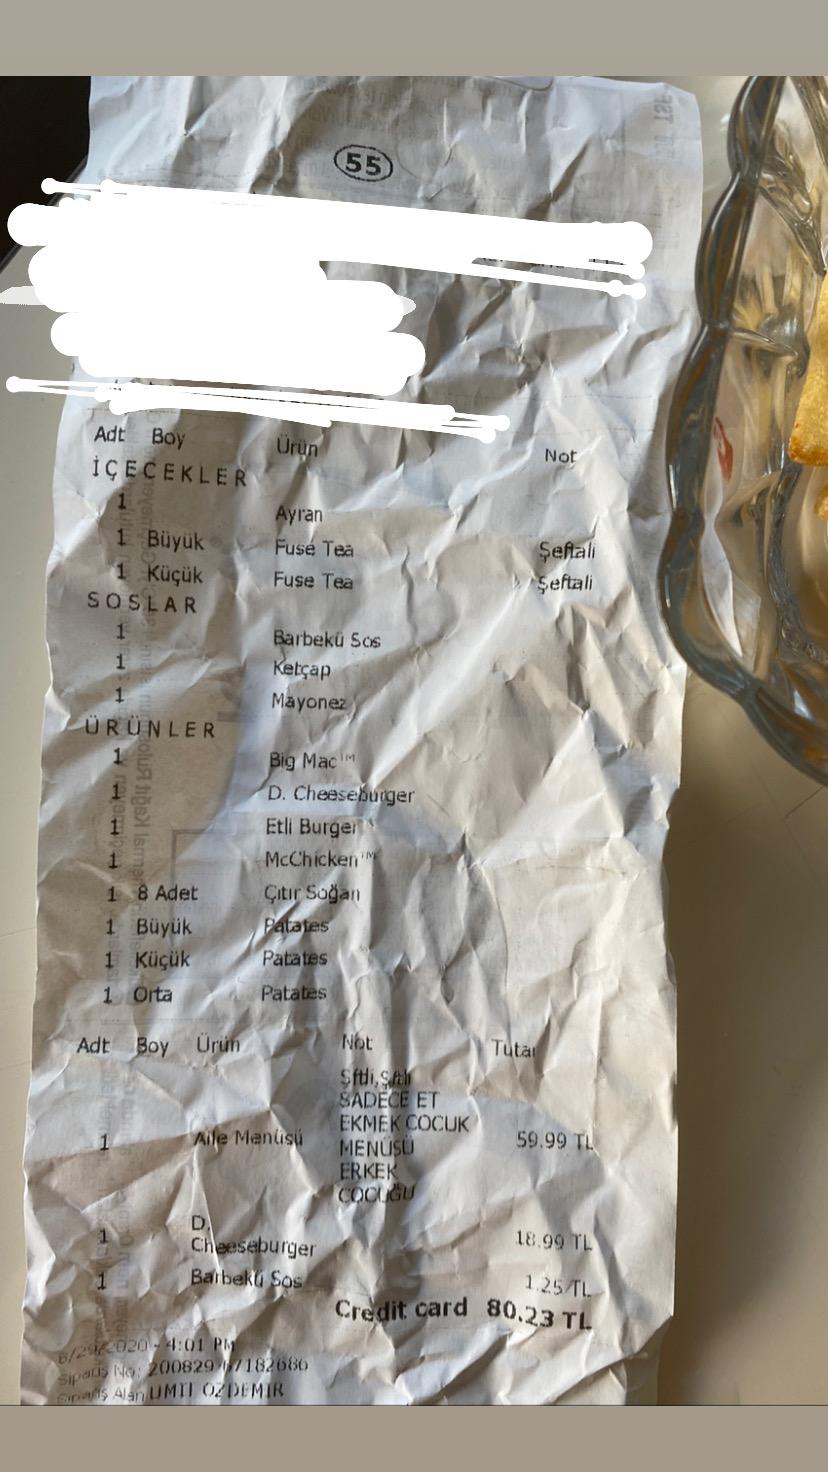 55
Adt Boy Ürün Not
İÇECEKLER
1 Ayran
1 Büyük Fuse Tea Şeftali
1 Küçük Fuse Tea Şeftali
SOSLAR
1 Barbekü Sos
1 Ketçap
1 Mayonez
ÜRÜNLER
1 Big Mac™
1 D. Cheeseburger
1 Etli Burger
1 McChicken™
1 8 Adet Çıtır Soğan
1 Büyük Patates
1 Küçük Patates
1 Orta Patates
Adt Boy Ürün Not Tutar
Şftli,Şftli
SADECE ET
EKMEK ÇOCUK
1 Aile Menüsü MENÜSÜ 59.99 TL
ERKEK
ÇOCUĞU
D.
1 Cheeseburger 18.99 TL
1 Barbekü Sos 1.25 TL
Credit card 80.23 TL
8/29/2020 - 4:01 PM
Sipariş No: 200829
Sipariş Alan UMIT OZDEMIR